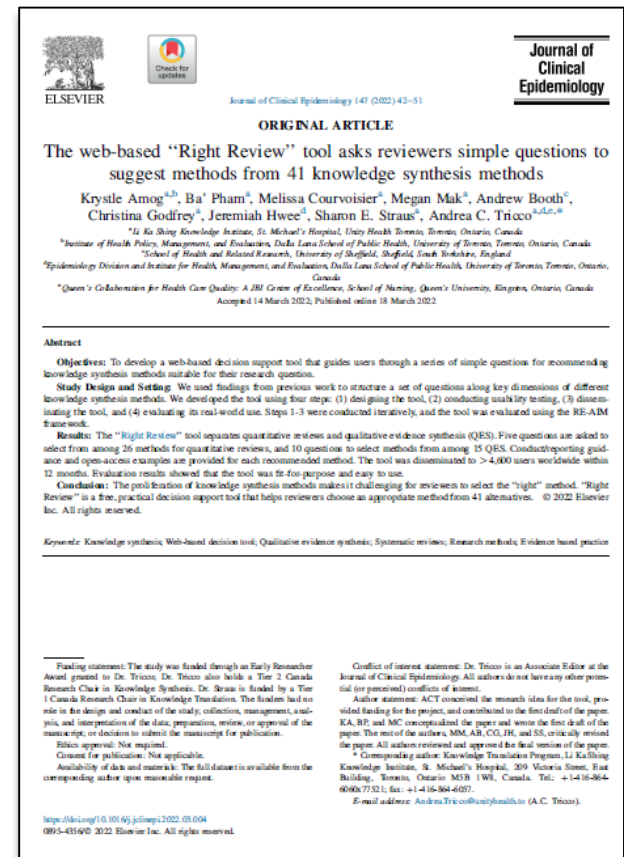 ELSEVIER
Check for
updates
Journal of Clinical Epidemiology 147 (2022) 42–51
Journal of
Clinical
Epidemiology
ORIGINAL ARTICLE
The web-based “Right Review” tool asks reviewers simple questions to
suggest methods from 41 knowledge synthesis methods
Krystle Amog a,b, Ba’ Pham a, Melissa Courvoisier a, Megan Mak a, Andrew Booth c,
Christina Godfrey a, Jeremiah Hwee d, Sharon E. Straus a, Andrea C. Tricco a,d,e,*
a Li Ka Shing Knowledge Institute, St. Michael’s Hospital, Unity Health Toronto, Toronto, Ontario, Canada
b Institute of Health Policy, Management, and Evaluation, Dalla Lana School of Public Health, University of Toronto, Toronto, Ontario, Canada
c School of Health and Related Research, University of Sheffield, Sheffield, South Yorkshire, England
d Epidemiology Division and Institute for Health, Management, and Evaluation, Dalla Lana School of Public Health, University of Toronto, Toronto, Ontario,
Canada
e Queen’s Collaboration for Health Care Quality: A JBI Centre of Excellence, School of Nursing, Queen’s University, Kingston, Ontario, Canada
Accepted 14 March 2022; Published online 18 March 2022
Abstract
Objectives: To develop a web-based decision support tool that guides users through a series of simple questions for recommending
knowledge synthesis methods suitable for their research question.
Study Design and Setting: We used findings from previous work to structure a set of questions along key dimensions of different
knowledge synthesis methods. We developed the tool using four steps: (1) designing the tool, (2) conducting usability testing, (3) dissem-
inating the tool, and (4) evaluating its real-world use. Steps 1-3 were conducted iteratively, and the tool was evaluated using the RE-AIM
framework.
Results: The “Right Review” tool separates quantitative reviews and qualitative evidence synthesis (QES). Five questions are asked to
select from among 26 methods for quantitative reviews, and 10 questions to select methods from among 15 QES. Conduct/reporting guid-
ance and open-access examples are provided for each recommended method. The tool was disseminated to > 4,600 users worldwide within
12 months. Evaluation results showed that the tool was fit-for-purpose and easy to use.
Conclusion: The proliferation of knowledge synthesis methods makes it challenging for reviewers to select the “right” method. “Right
Review” is a free, practical decision support tool that helps reviewers choose an appropriate method from 41 alternatives. © 2022 Elsevier
Inc. All rights reserved.
Keywords: Knowledge synthesis; Web-based decision tool; Qualitative evidence synthesis; Systematic reviews; Research methods; Evidence based practice
Funding statement: The study was funded through an Early Researcher
Award granted to Dr. Tricco; Dr. Tricco also holds a Tier 2 Canada
Research Chair in Knowledge Synthesis. Dr. Straus is funded by a Tier
1 Canada Research Chair in Knowledge Translation. The funders had no
role in the design and conduct of the study; collection, management, anal-
ysis, and interpretation of the data; preparation, review, or approval of the
manuscript; or decision to submit the manuscript for publication.
Ethics approval: Not required.
Consent for publication: Not applicable.
Availability of data and materials: The full dataset is available from the
corresponding author upon reasonable request.
Conflict of interest statement: Dr. Tricco is an Associate Editor at the
Journal of Clinical Epidemiology. All authors do not have any other poten-
tial (or perceived) conflicts of interest.
Author statement: ACT conceived the research idea for the tool, pro-
vided funding for the project, and contributed to the first draft of the paper.
KA, BP, and MC conceptualized the paper and wrote the first draft of the
paper. The rest of the authors, MM, AB, CG, JH, and SS, critically revised
the paper. All authors reviewed and approved the final version of the paper.
* Corresponding author: Knowledge Translation Program, Li Ka Shing
Knowledge Institute, St. Michael’s Hospital, 209 Victoria Street, East
Building, Toronto, Ontario M5B 1W8, Canada. Tel.: +1-416-864-
6060x77521; fax: +1-416-864-6057.
E-mail address: Andrea.Tricco@unityhealth.to (A.C. Tricco).
https://doi.org/10.1016/j.jclinepi.2022.03.004
0895-4356/© 2022 Elsevier Inc. All rights reserved.